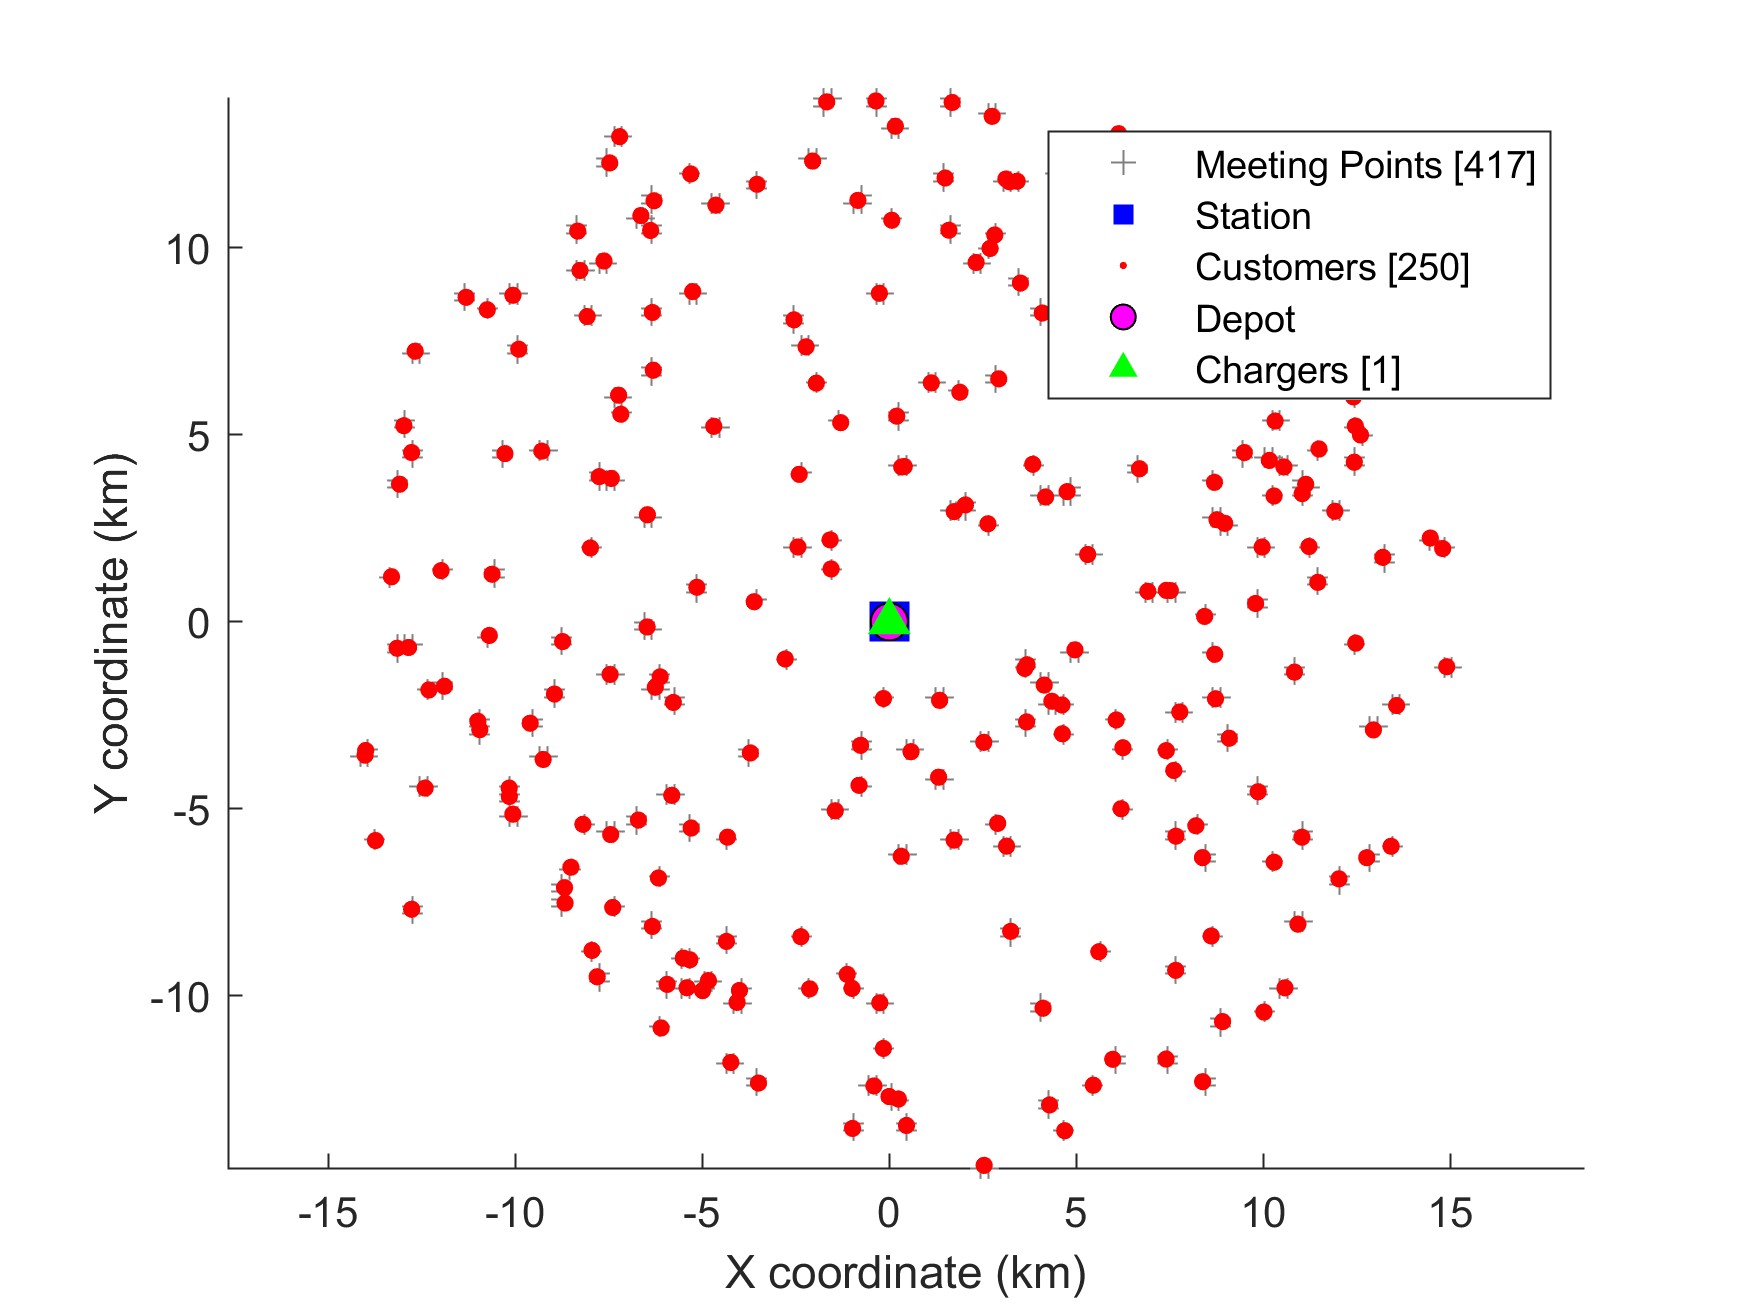 Meeting Points [417]
Station
Customers [250]
Depot
Chargers [1]
10
5
0
-5
-10
Y coordinate (km)
-15
-10
-5
0
5
10
15
X coordinate (km)